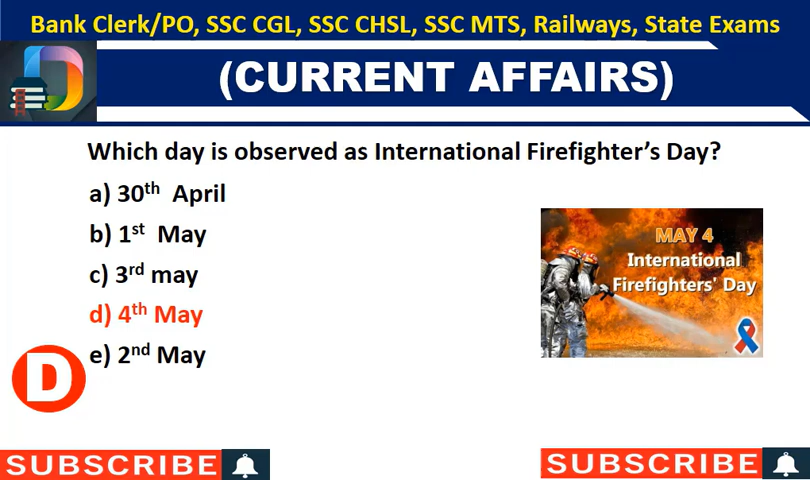 Bank Clerk/PO, SSC CGL, SSC CHSL, SSC MTS, Railways, State Exams
(CURRENT AFFAIRS)
Which day is observed as International Firefighter’s Day?
a) 30th April
b) 1st May
c) 3rd may
d) 4th May
e) 2nd May
MAY 4
International
Firefighters' Day
D
SUBSCRIBE
SUBSCRIBE